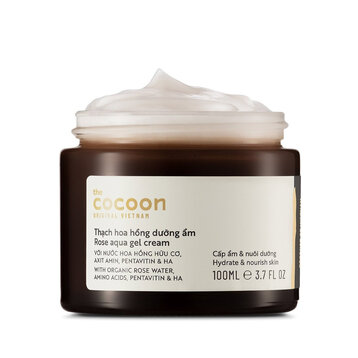 the
cocoon
ORIGINAL VIETNAM
Thạch hoa hồng dưỡng ẩm
Rose aqua gel cream
VỚI NƯỚC HOA HỒNG HỮU CƠ,
AXIT AMIN, PENTAVITIN & HA
WITH ORGANIC ROSE WATER,
AMINO ACIDS, PENTAVITIN & HA
Cấp ẩm & nuôi dưỡng
Hydrate & nourish skin
100ML ℮ 3.7 FL OZ